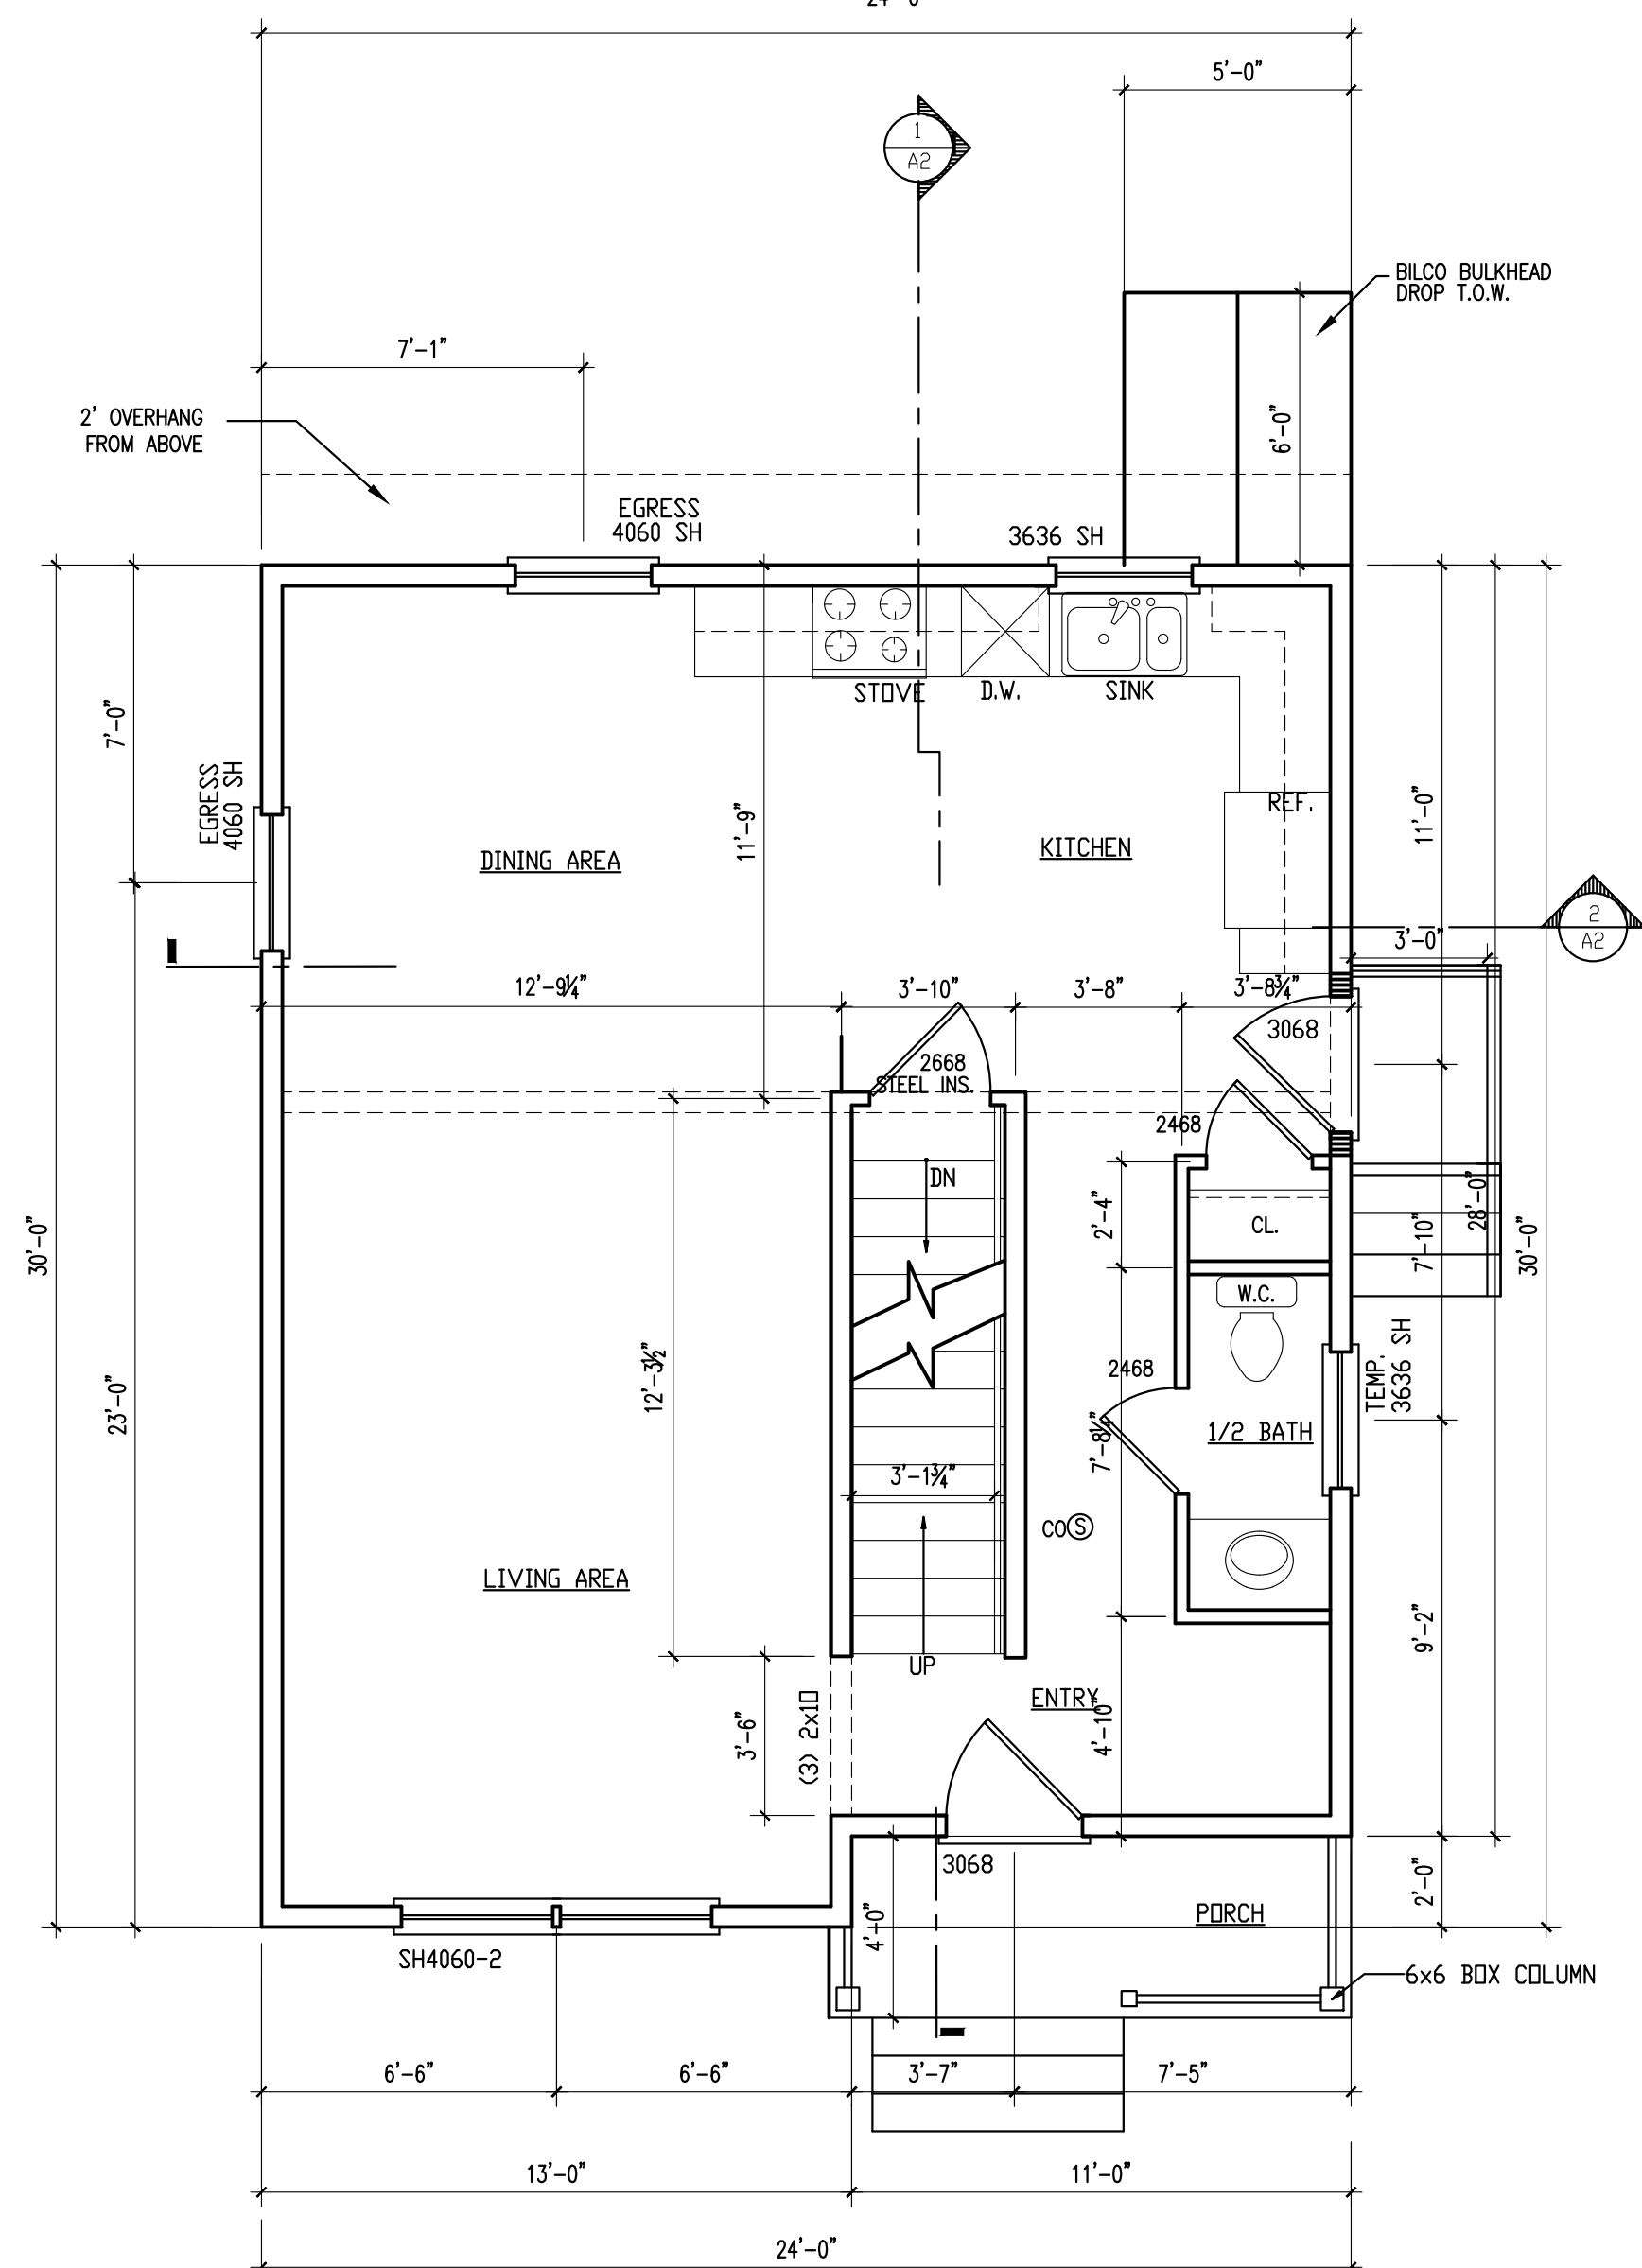 24'-0"
5'-0"
1
A2
BILCO BULKHEAD
DROP T.O.W.
7'-1"
2' OVERHANG
FROM ABOVE
6'-0"
EGRESS
4060 SH
3636 SH
STOVE
D.W.
SINK
7'-0"
EGRESS
4060 SH
11'-9"
REF.
11'-0"
DINING AREA
KITCHEN
2
A2
3'-0"
12'-9¼"
3'-10"
3'-8"
3'-8¾"
3068
2668
STEEL INS.
2468
DN
2'-4"
CL.
28'-0"
7'-10"
30'-0"
30'-0"
W.C.
TEMP.
3636 SH
12'-3½"
2468
23'-0"
7'-8¼"
1/2 BATH
3'-1¾"
CO S
LIVING AREA
9'-2"
UP
ENTRY
(3) 2x10
3'-6"
4'-10"
3068
2'-0"
4'-0"
PORCH
SH4060-2
6x6 BOX COLUMN
6'-6"
6'-6"
3'-7"
7'-5"
13'-0"
11'-0"
24'-0"